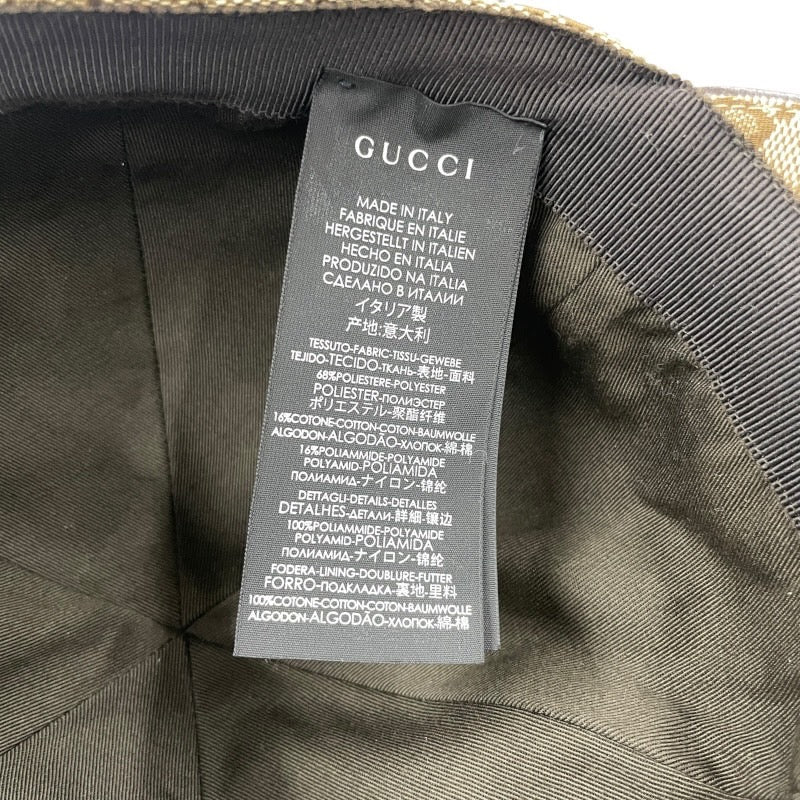 GUCCI
MADE IN ITALY
FABRIQUE EN ITALIE
HERGESTELLT IN ITALIEN
HECHO EN ITALIA
PRODUZIDO NA ITALIA
СДЕЛАНО В ИТАЛИИ
イタリア製
产地:意大利
TESSUTO-FABRIC-TISSU-GEWEBE
TEJIDO-TECIDO-ТКАНЬ-表地-面料
68%POLIESTERE-POLYESTER
POLIESTER-ПОЛИЭСТЕР
ポリエステル-聚酯纤维
16%COTONE-COTTON-COTON-BAUMWOLLE
ALGODON-ALGODÃO-ХЛОПОК-綿-棉
16%POLIAMMIDE-POLYAMIDE
POLYAMID-POLIAMIDA
ПОЛИАМИД-ナイロン-锦纶
DETTAGLI-DETAILS-DETALLES
DETALHES-ДЕТАЛИ-詳細-镶边
100%POLIAMMIDE-POLYAMIDE
POLYAMID-POLIAMIDA
ПОЛИАМИД-ナイロン-锦纶
FODERA-LINING-DOUBLURE-FUTTER
FORRO-ПОДКЛАДКА-裏地-里料
100%COTONE-COTTON-COTON-BAUMWOLLE
ALGODON-ALGODÃO-ХЛОПОК-綿-棉